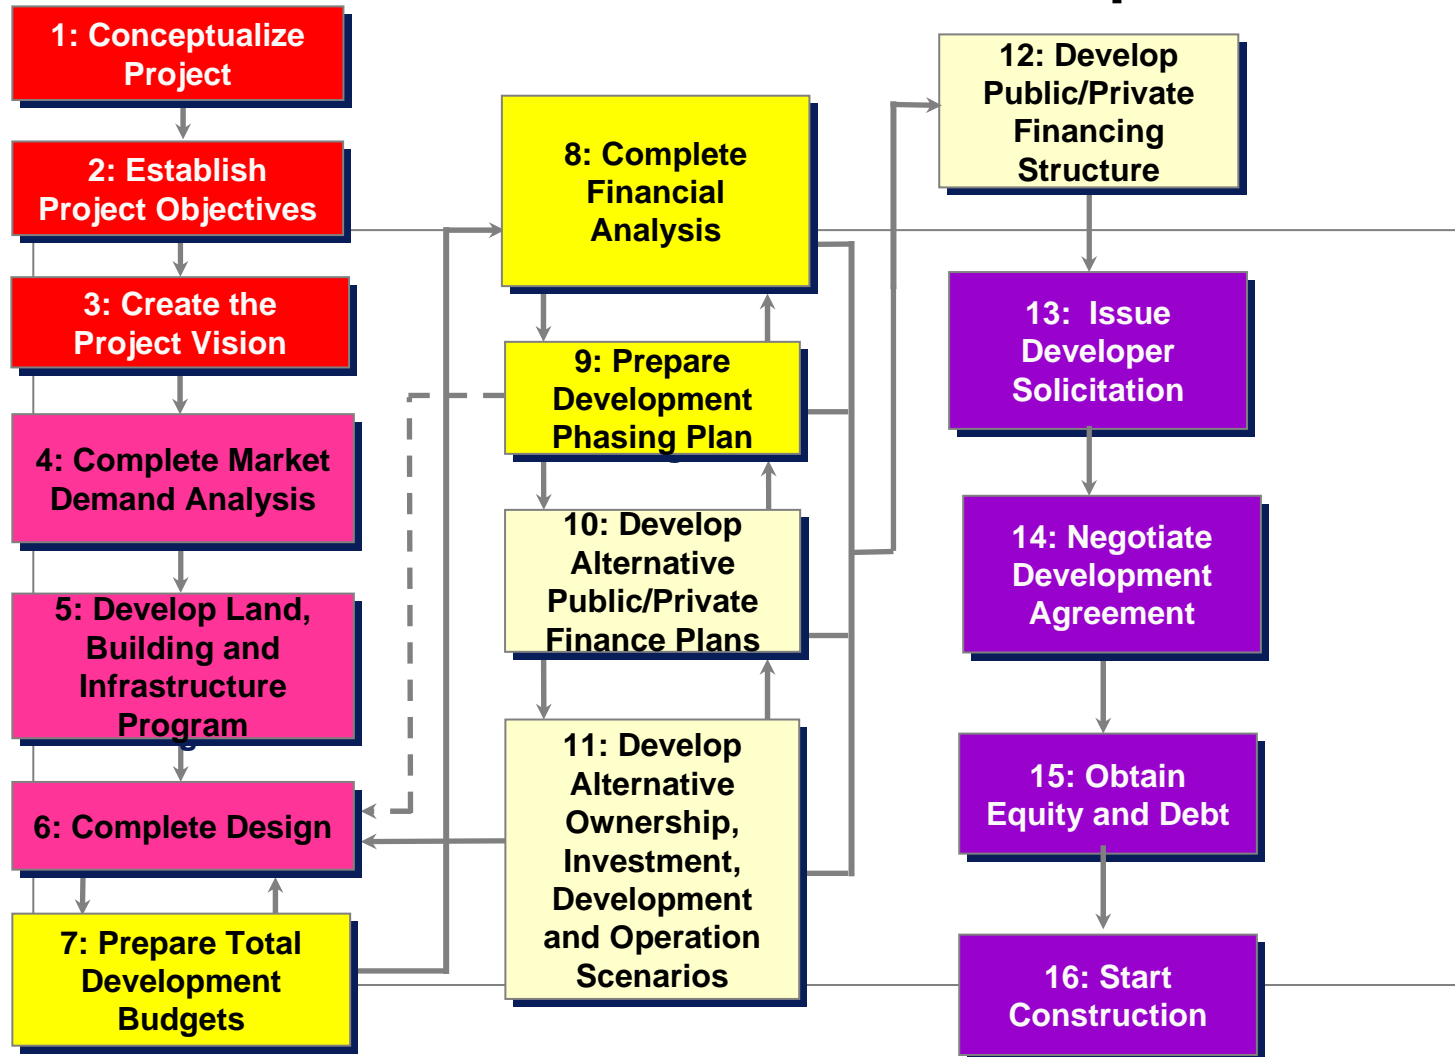 1: Conceptualize
Project
2: Establish
Project Objectives
3: Create the
Project Vision
4: Complete Market
Demand Analysis
5: Develop Land,
Building and
Infrastructure
Program
6: Complete Design
7: Prepare Total
Development
Budgets
8: Complete
Financial
Analysis
9: Prepare
Development
Phasing Plan
10: Develop
Alternative
Public/Private
Finance Plans
11: Develop
Alternative
Ownership,
Investment,
Development
and Operation
Scenarios
12: Develop
Public/Private
Financing
Structure
13: Issue
Developer
Solicitation
14: Negotiate
Development
Agreement
15: Obtain
Equity and Debt
16: Start
Construction